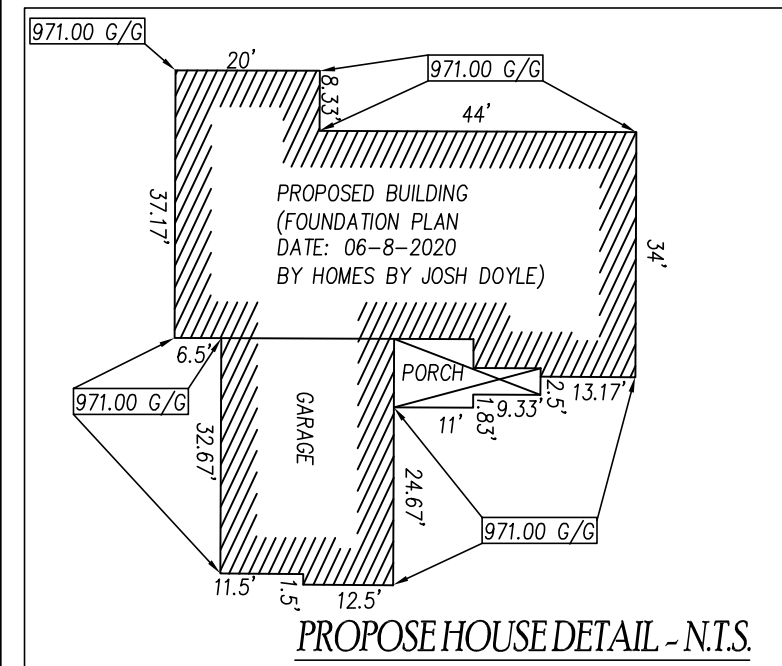 971.00 G/G
20'
971.00 G/G
8.33'
44'
37.17'
PROPOSED BUILDING
(FOUNDATION PLAN
DATE: 06-8-2020
BY HOMES BY JOSH DOYLE)
34'
6.5'
PORCH
971.00 G/G
GARAGE
2.5'
13.17'
9.33'
1.83'
11'
32.67'
24.67'
971.00 G/G
11.5'
1.5'
12.5'
PROPOSE HOUSE DETAIL ~ N.T.S.